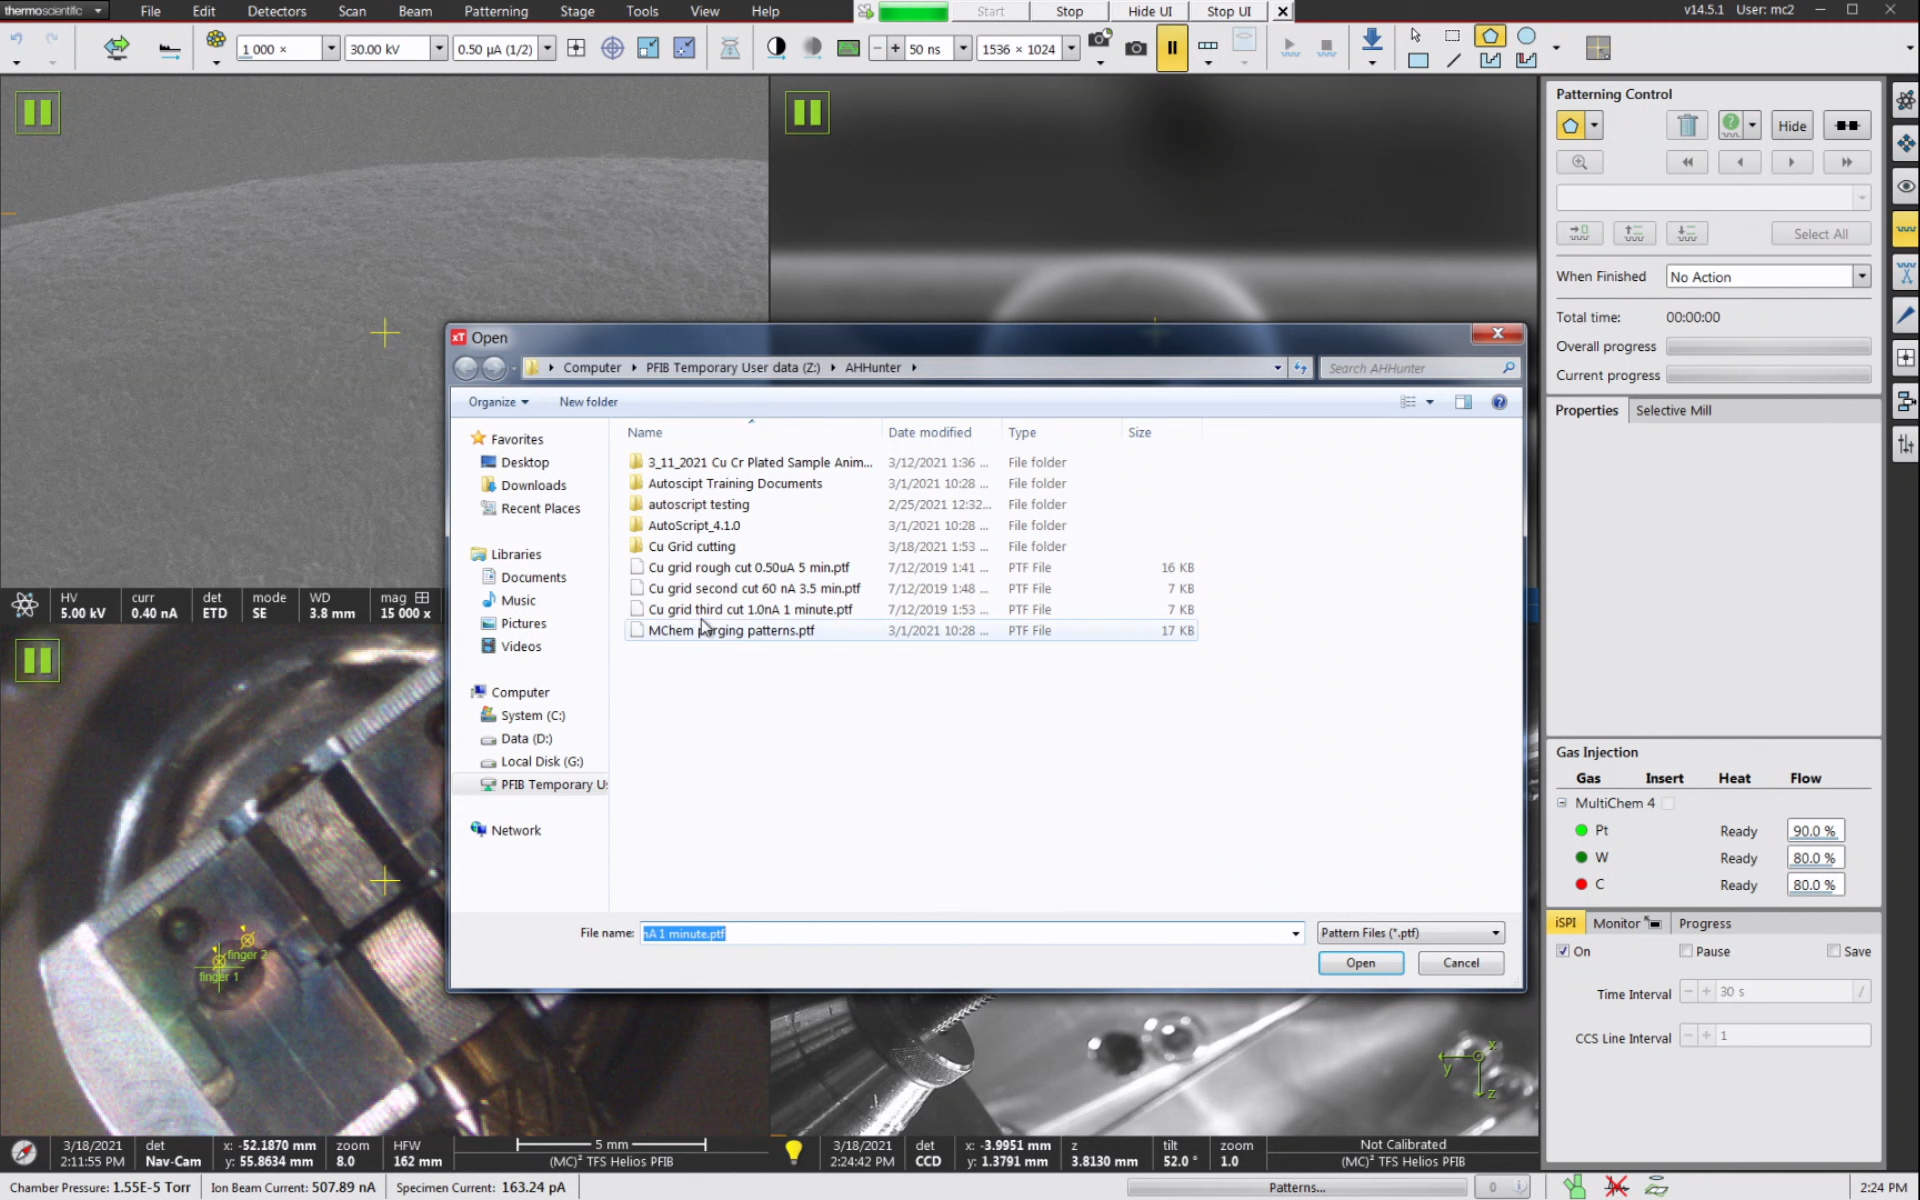 thermoscientific File Edit Detectors Scan Beam Patterning Stage Tools View Help Start Stop Hide UI Stop UI v14.5.1 User: mc2
1 000 × 30.00 kV 0.50 µA (1/2) 50 ns 1536 × 1024
Patterning Control
Hide
Select All
When Finished No Action
Total time: 00:00:00
Overall progress
Current progress
Properties Selective Mill
xT Open
Computer PFIB Temporary User data (Z:) AHHunter Search AHHunter
Organize New folder
Name Date modified Type Size
Favorites
Desktop
Downloads
Recent Places
Libraries
Documents
Music
Pictures
Videos
Computer
System (C:)
Data (D:)
Local Disk (G:)
PFIB Temporary Us
Network
3_11_2021 Cu Cr Plated Sample Anim... 3/12/2021 1:36 ... File folder
Autoscipt Training Documents 3/1/2021 10:28 ... File folder
autoscript testing 2/25/2021 12:32... File folder
AutoScript_4.1.0 3/1/2021 10:28 ... File folder
Cu Grid cutting 3/18/2021 1:53 ... File folder
Cu grid rough cut 0.50uA 5 min.ptf 7/12/2019 1:41 ... PTF File 16 KB
Cu grid second cut 60 nA 3.5 min.ptf 7/12/2019 1:48 ... PTF File 7 KB
Cu grid third cut 1.0nA 1 minute.ptf 7/12/2019 1:53 ... PTF File 7 KB
MChem patterns.ptf 3/1/2021 10:28 ... PTF File 17 KB
File name: nA 1 minute.ptf Pattern Files (*.ptf)
Open Cancel
HV curr det mode WD mag
5.00 kV 0.40 nA ETD SE 3.8 mm 15 000 x
finger 2
finger 1
Gas Injection
Gas Insert Heat Flow
MultiChem 4
Pt Ready 90.0 %
W Ready 80.0 %
C Ready 80.0 %
iSPI Monitor Progress
On Pause Save
Time Interval 30 s
CCS Line Interval 1
x
y
z
3/18/2021 det x: -52.1870 mm zoom HFW 5 mm
2:11:55 PM Nav-Cam y: 55.8634 mm 8.0 162 mm (MC)² TFS Helios PFIB
3/18/2021 det x: -3.9951 mm z tilt zoom Not Calibrated
2:24:42 PM CCD y: 1.3791 mm 3.8130 mm 52.0 ° 1.0 (MC)² TFS Helios PFIB
Chamber Pressure: 1.55E-5 Torr Ion Beam Current: 507.89 nA Specimen Current: 163.24 pA Patterns... 0 2:24 PM